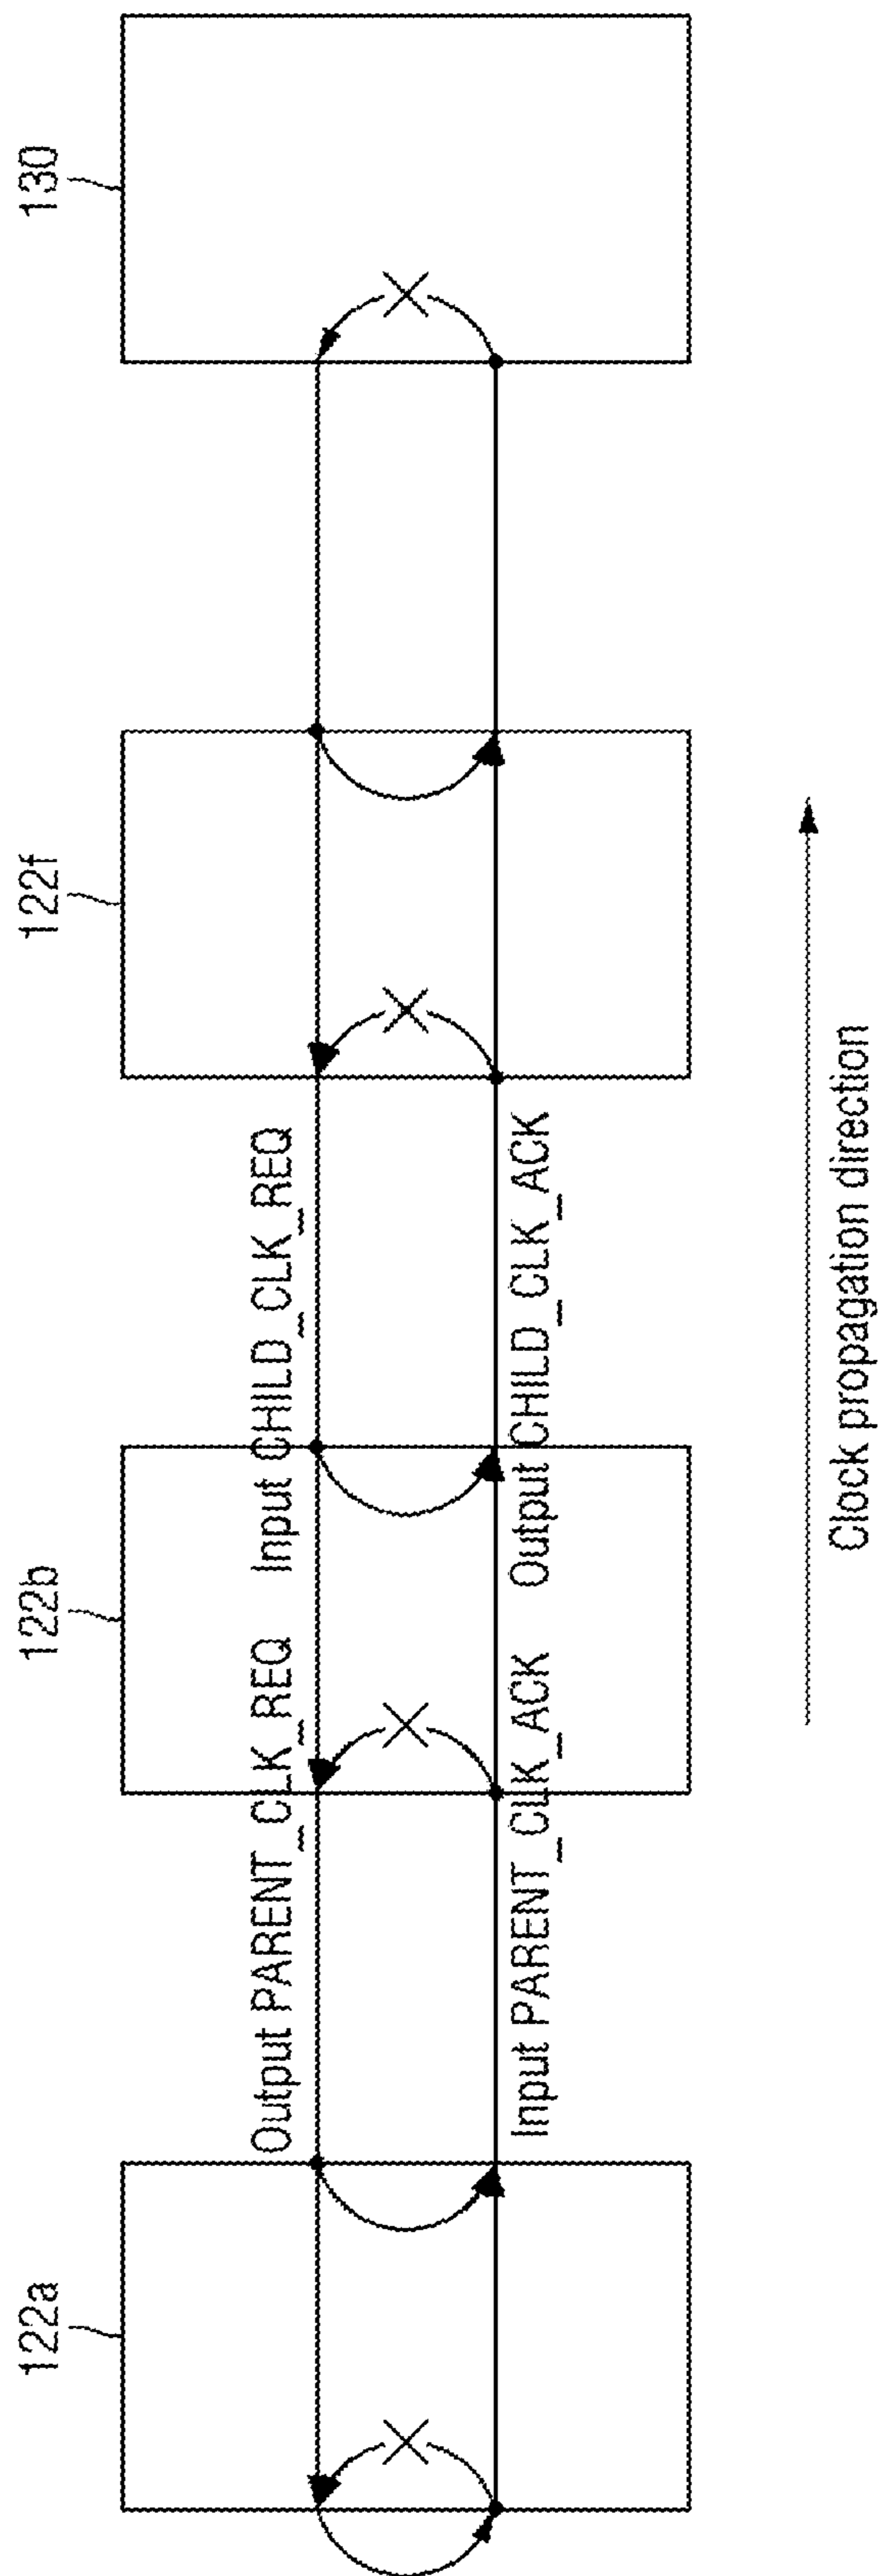 122a
122b
122f
130
Output PARENT_CLK_REQ
Input CHILD_CLK_REQ
Input PARENT_CLK_ACK
Output CHILD_CLK_ACK
Clock propagation direction